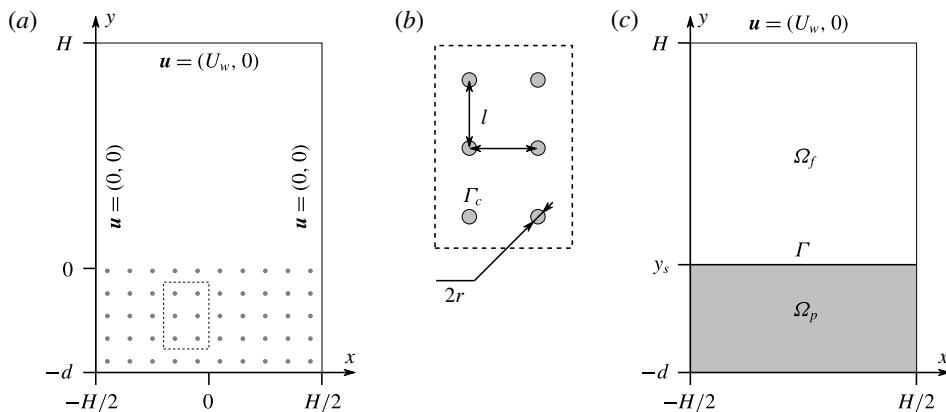 (a)
y
H
u = (U_w, 0)
u = (0, 0)
u = (0, 0)
0
−d
x
−H/2
0
H/2
(b)
l
Γ_c
2r
(c)
y
u = (U_w, 0)
H
Ω_f
Γ
y_s
Ω_p
−d
x
−H/2
H/2